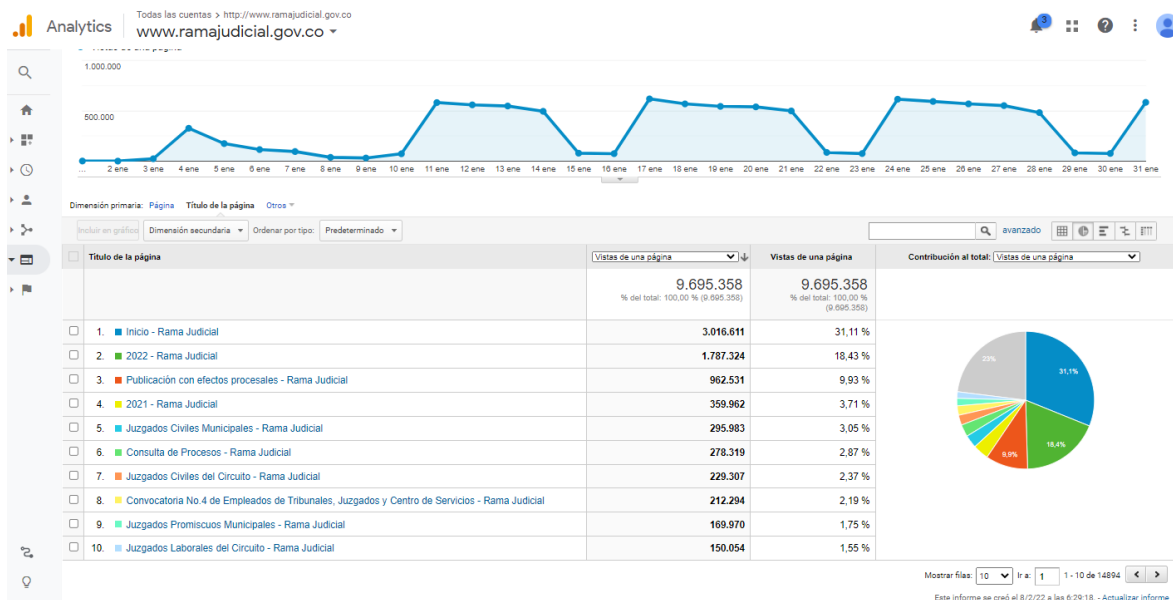 Analytics
Todas las cuentas > http://www.ramajudicial.gov.co
www.ramajudicial.gov.co
3
Vistas de una página
1.000.000
500.000
... 2 ene 3 ene 4 ene 5 ene 6 ene 7 ene 8 ene 9 ene 10 ene 11 ene 12 ene 13 ene 14 ene 15 ene 16 ene 17 ene 18 ene 19 ene 20 ene 21 ene 22 ene 23 ene 24 ene 25 ene 26 ene 27 ene 28 ene 29 ene 30 ene 31 ene
Dimensión primaria: Página Título de la página Otros
Incluir en gráfico Dimensión secundaria Ordenar por tipo: Predeterminado avanzado
Título de la página Vistas de una página Vistas de una página Contribución al total: Vistas de una página
9.695.358 9.695.358
% del total: 100,00 % (9.695.358) % del total: 100,00 %
(9.695.358)
1. Inicio - Rama Judicial 3.016.611 31,11 %
2. 2022 - Rama Judicial 1.787.324 18,43 %
3. Publicación con efectos procesales - Rama Judicial 962.531 9,93 %
4. 2021 - Rama Judicial 359.962 3,71 %
5. Juzgados Civiles Municipales - Rama Judicial 295.983 3,05 %
6. Consulta de Procesos - Rama Judicial 278.319 2,87 %
7. Juzgados Civiles del Circuito - Rama Judicial 229.307 2,37 %
8. Convocatoria No.4 de Empleados de Tribunales, Juzgados y Centro de Servicios - Rama Judicial 212.294 2,19 %
9. Juzgados Promiscuos Municipales - Rama Judicial 169.970 1,75 %
10. Juzgados Laborales del Circuito - Rama Judicial 150.054 1,55 %
23%
31,1%
18,4%
9,9%
Mostrar filas: 10 Ir a: 1 1 - 10 de 14894
Este informe se creó el 8/2/22 a las 6:29:18. - Actualizar informe